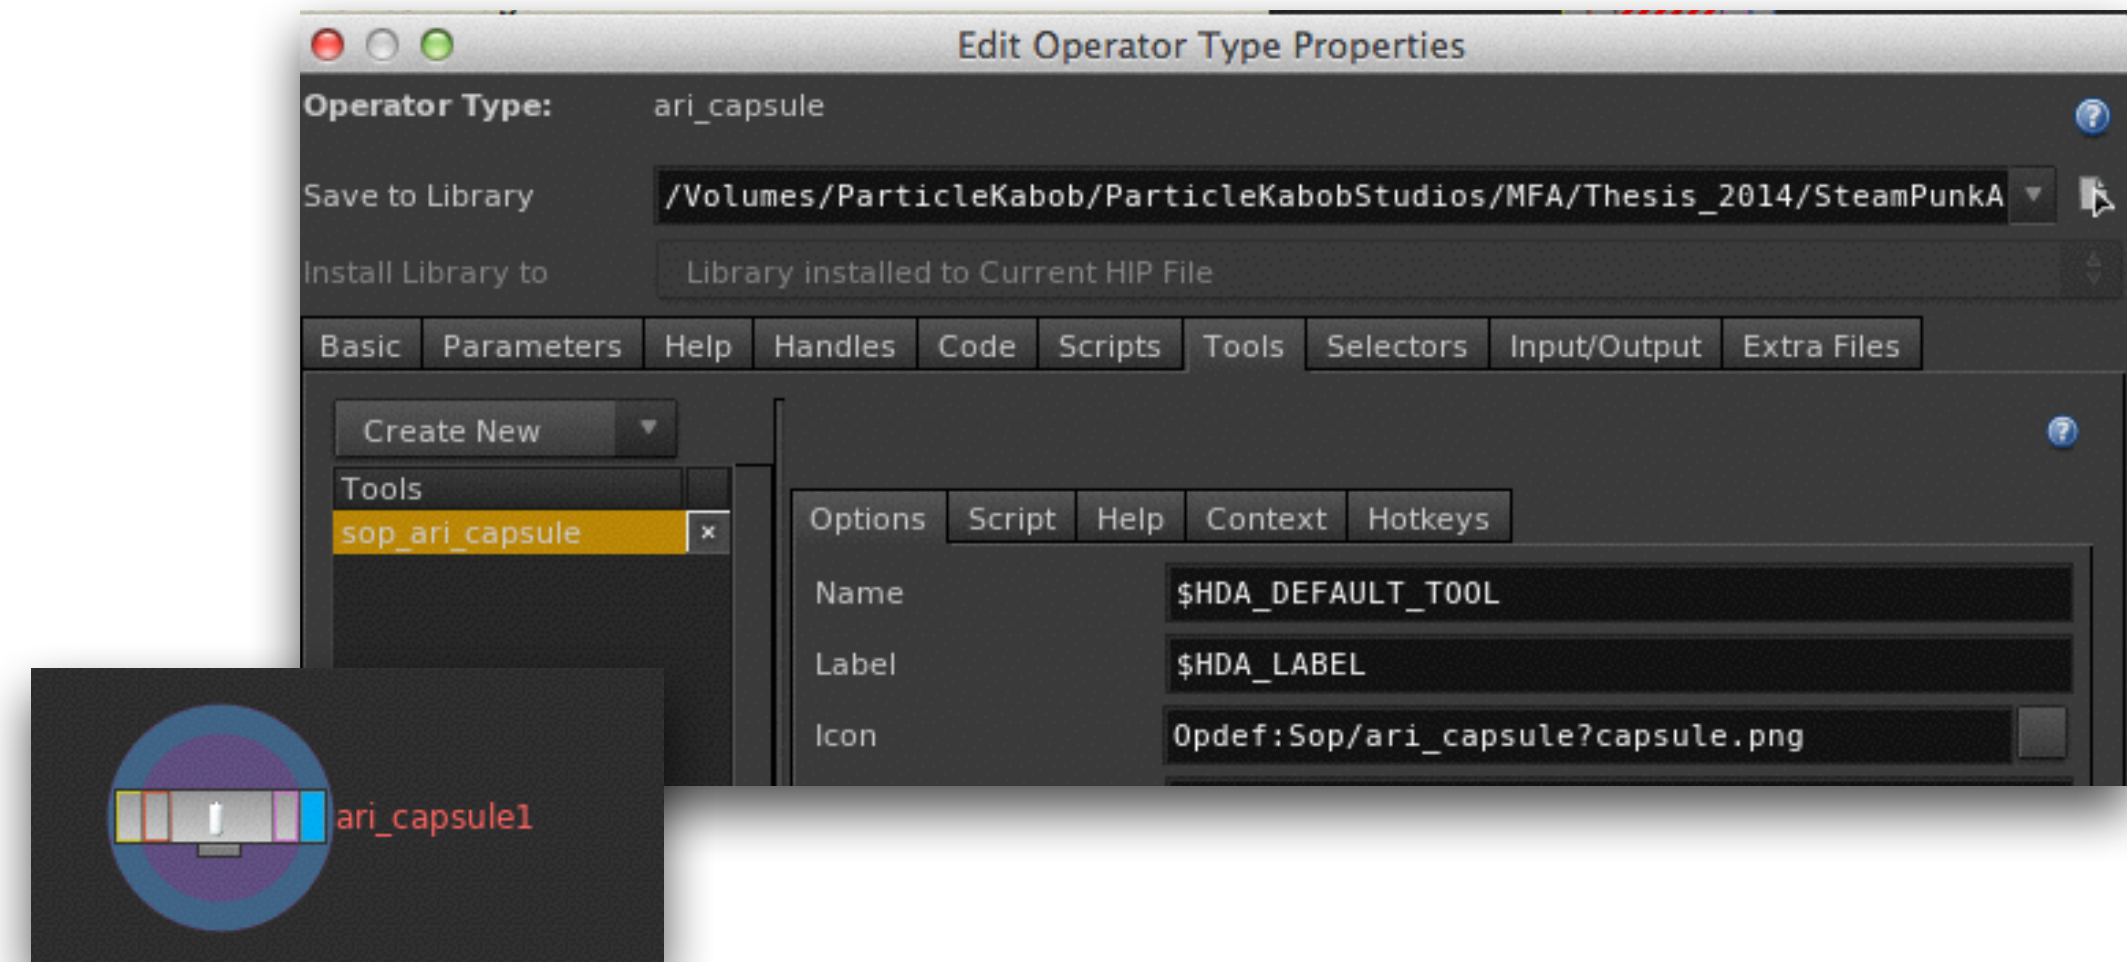 Edit Operator Type Properties
Operator Type: ari_capsule
Save to Library /Volumes/ParticleKabob/ParticleKabobStudios/MFA/Thesis_2014/SteamPunkA
Install Library to Library installed to Current HIP File
Basic Parameters Help Handles Code Scripts Tools Selectors Input/Output Extra Files
Create New
Tools
sop_ari_capsule
Options Script Help Context Hotkeys
Name $HDA_DEFAULT_TOOL
Label $HDA_LABEL
Icon Opdef:Sop/ari_capsule?capsule.png
ari_capsule1